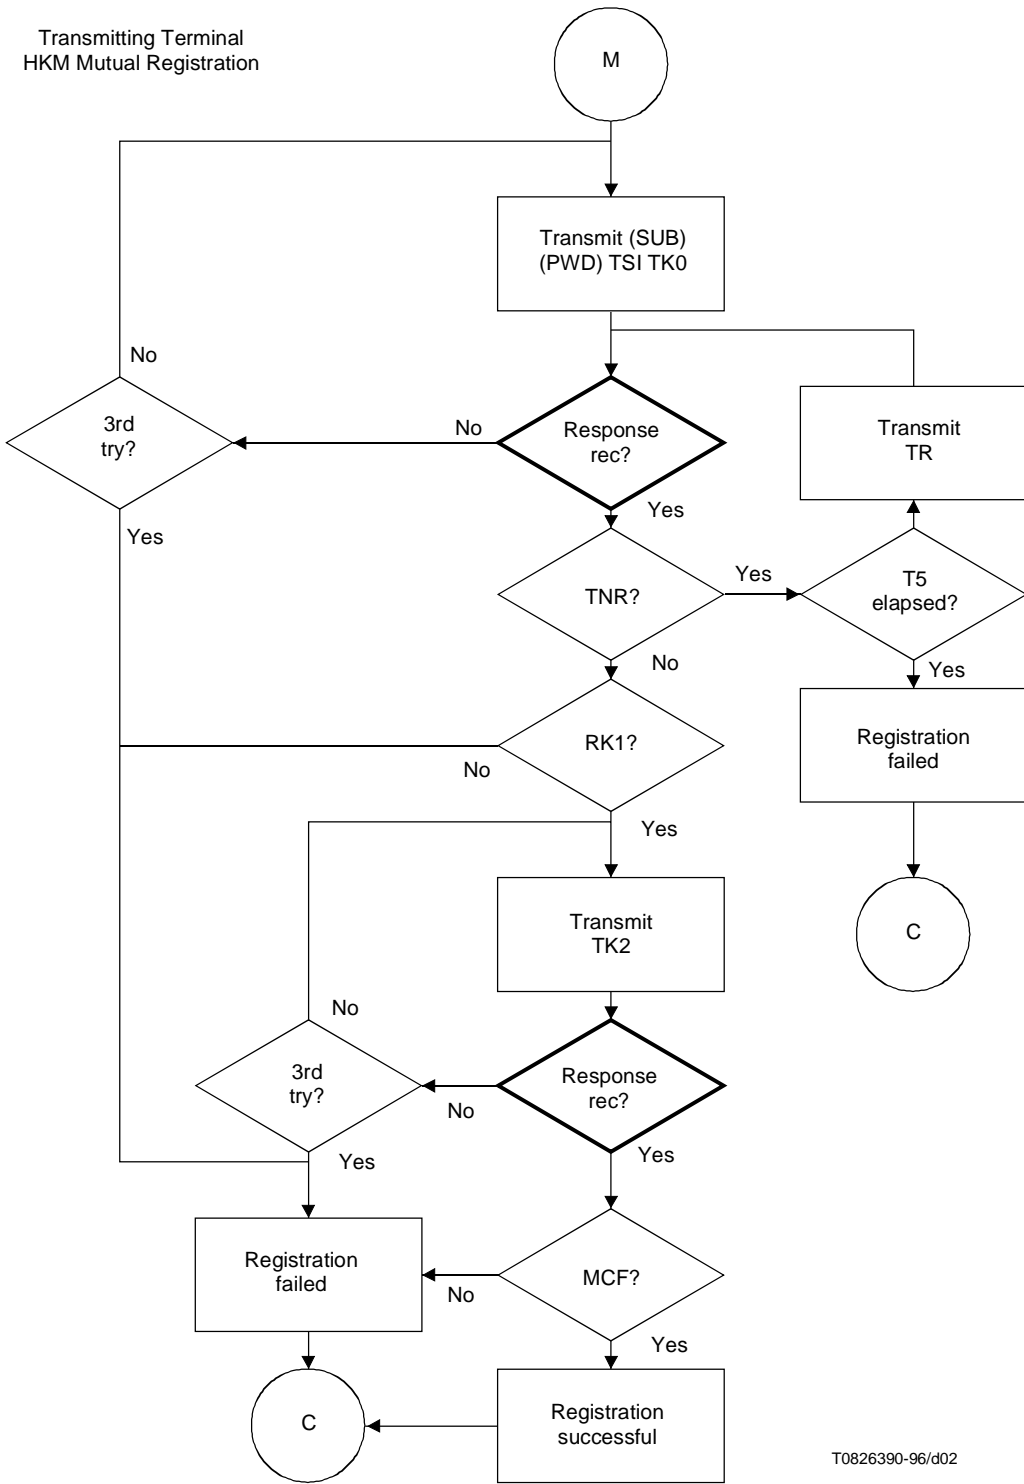 Transmitting Terminal
HKM Mutual Registration
M
Transmit (SUB)
(PWD) TSI TK0
No
3rd
try?
No
Response
rec?
Transmit
TR
Yes
Yes
TNR?
Yes
T5
elapsed?
No
Yes
RK1?
No
Registration
failed
Yes
Transmit
TK2
C
No
3rd
try?
No
Response
rec?
Yes
Yes
Registration
failed
No
MCF?
Yes
C
Registration
successful
T0826390-96/d02